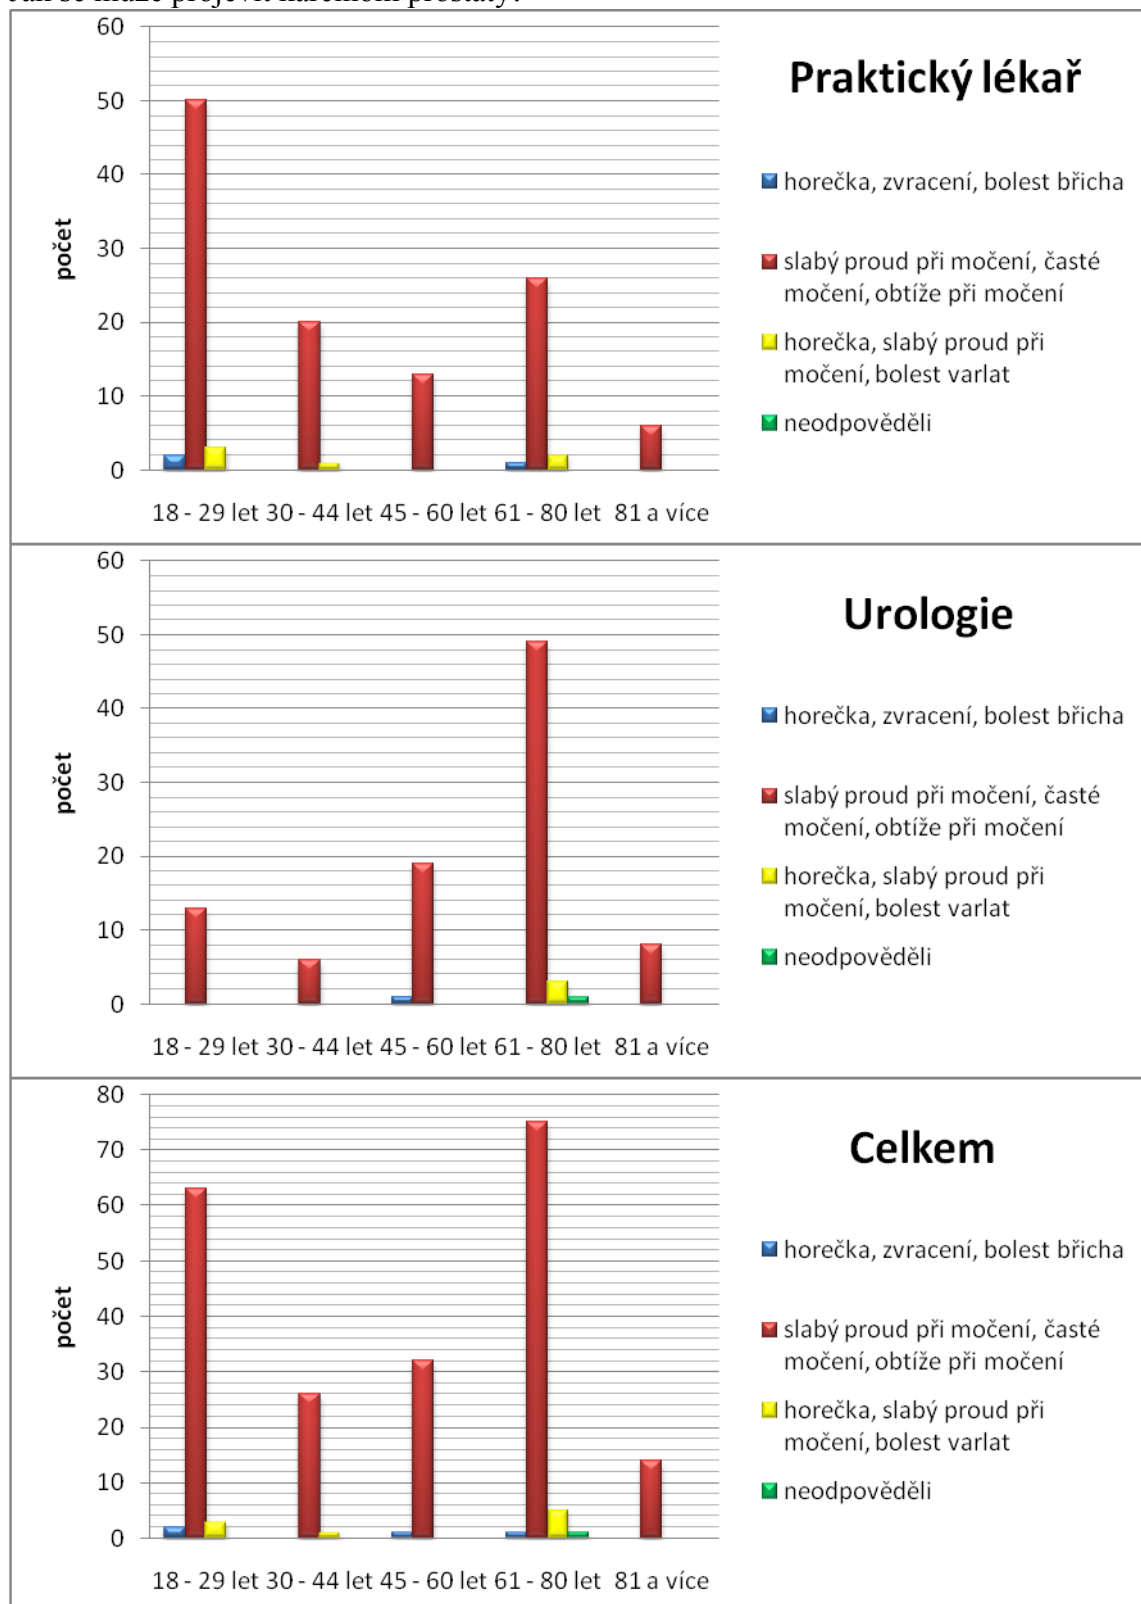 60
50
40
30
20
10
0
počet
18 - 29 let 30 - 44 let 45 - 60 let 61 - 80 let 81 a více
Praktický lékař
horečka, zvracení, bolest břicha
slabý proud při močení, časté
močení, obtíže při močení
horečka, slabý proud při
močení, bolest varlat
neodpověděli
60
50
40
30
20
10
0
počet
18 - 29 let 30 - 44 let 45 - 60 let 61 - 80 let 81 a více
Urologie
horečka, zvracení, bolest břicha
slabý proud při močení, časté
močení, obtíže při močení
horečka, slabý proud při
močení, bolest varlat
neodpověděli
80
70
60
50
40
30
20
10
0
počet
18 - 29 let 30 - 44 let 45 - 60 let 61 - 80 let 81 a více
Celkem
horečka, zvracení, bolest břicha
slabý proud při močení, časté
močení, obtíže při močení
horečka, slabý proud při
močení, bolest varlat
neodpověděli